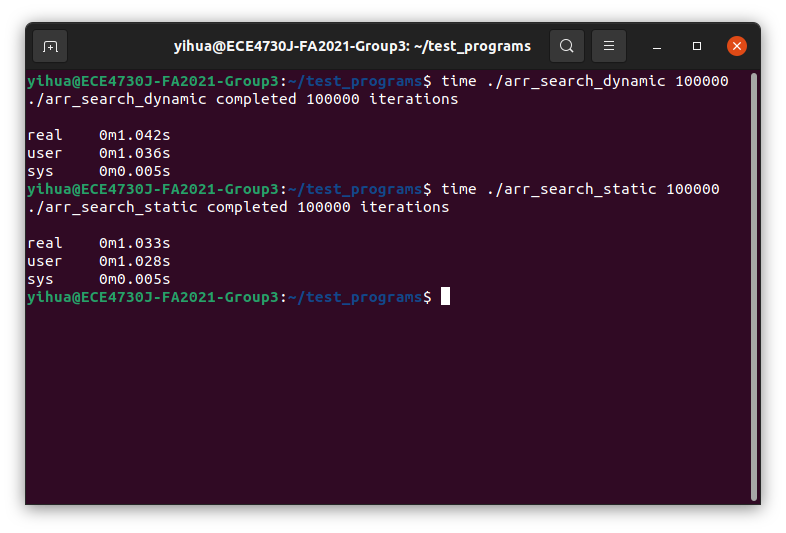 yihua@ECE4730J-FA2021-Group3: ~/test_programs
yihua@ECE4730J-FA2021-Group3:~/test_programs$ time ./arr_search_dynamic 100000
./arr_search_dynamic completed 100000 iterations
real    0m1.042s
user    0m1.036s
sys     0m0.005s
yihua@ECE4730J-FA2021-Group3:~/test_programs$ time ./arr_search_static 100000
./arr_search_static completed 100000 iterations
real    0m1.033s
user    0m1.028s
sys     0m0.005s
yihua@ECE4730J-FA2021-Group3:~/test_programs$